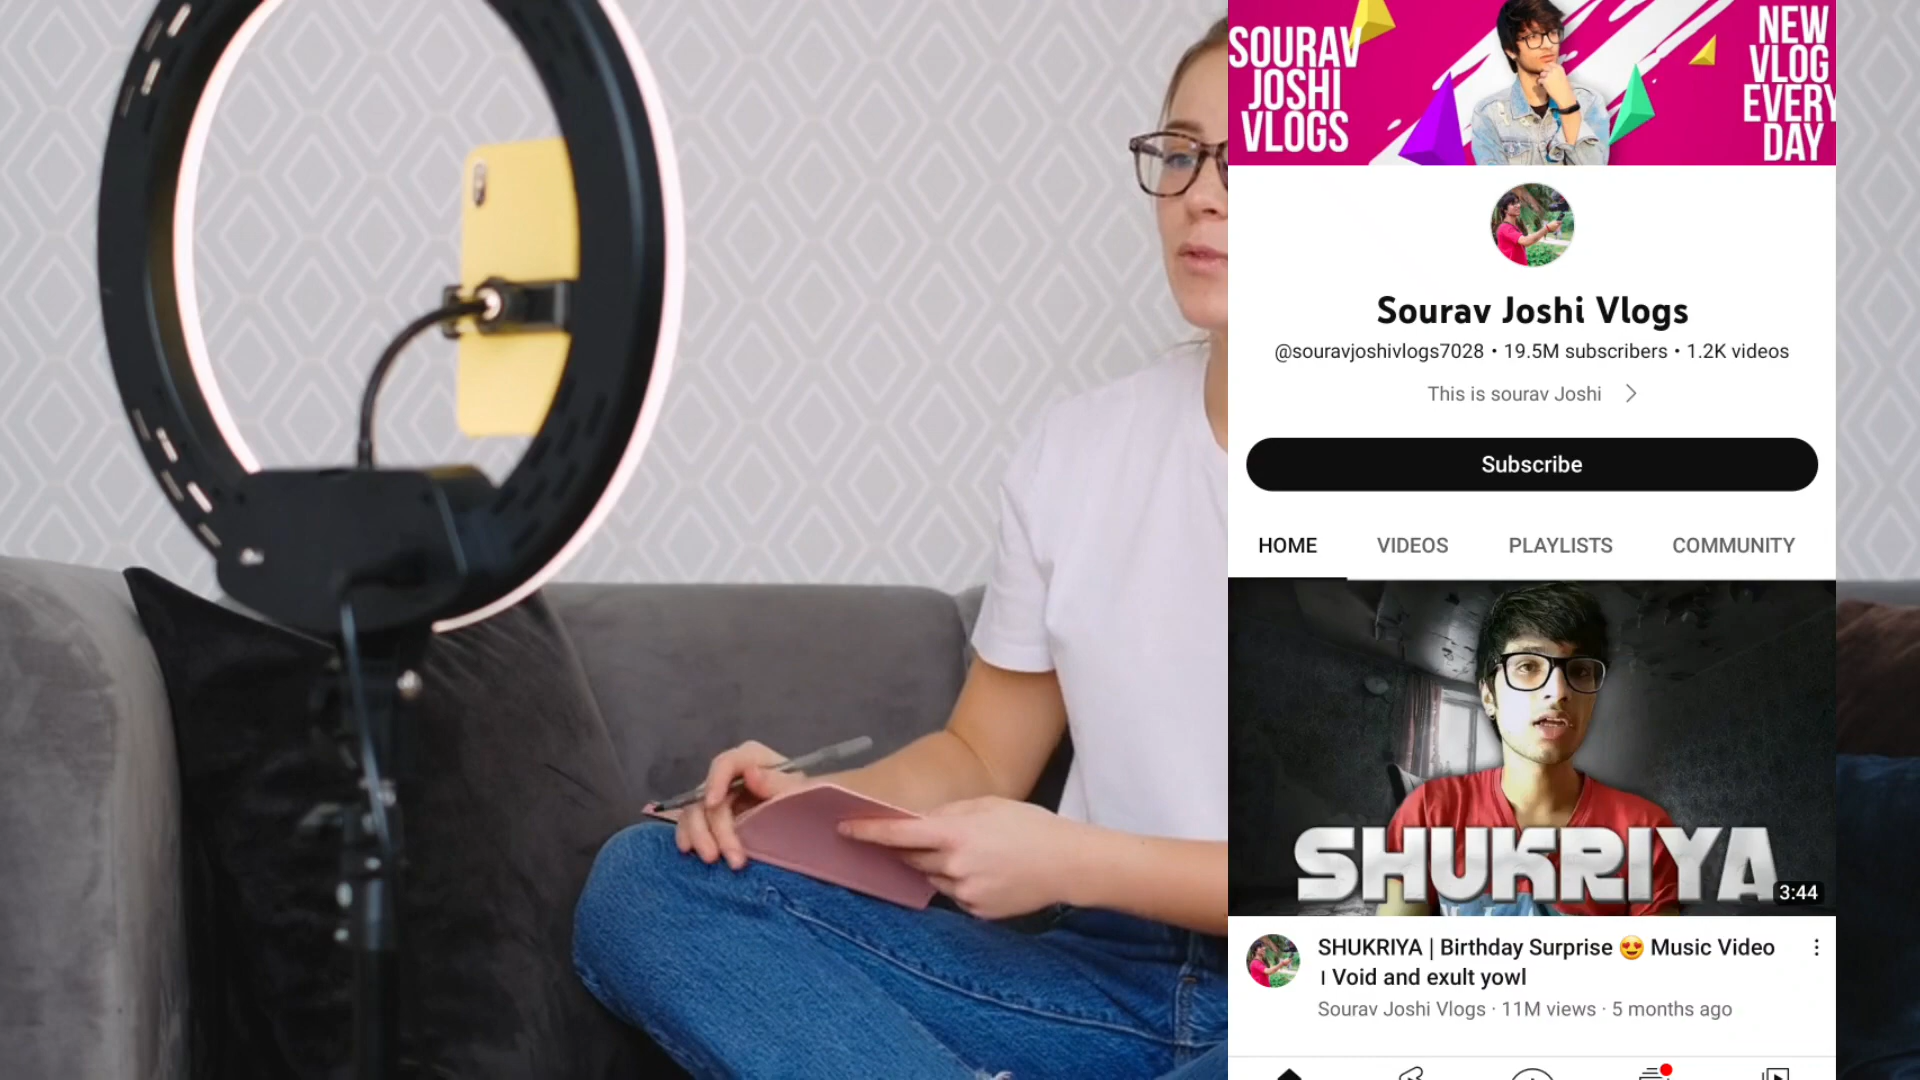 SOURAV
JOSHI
VLOGS
NEW
VLOG
EVERY
DAY
Sourav Joshi Vlogs
@souravjoshivlogs7028 • 19.5M subscribers • 1.2K videos
This is sourav Joshi
Subscribe
HOME VIDEOS PLAYLISTS COMMUNITY
SHUKRIYA
3:44
SHUKRIYA | Birthday Surprise 😍 Music Video
। Void and exult yowl
Sourav Joshi Vlogs · 11M views · 5 months ago